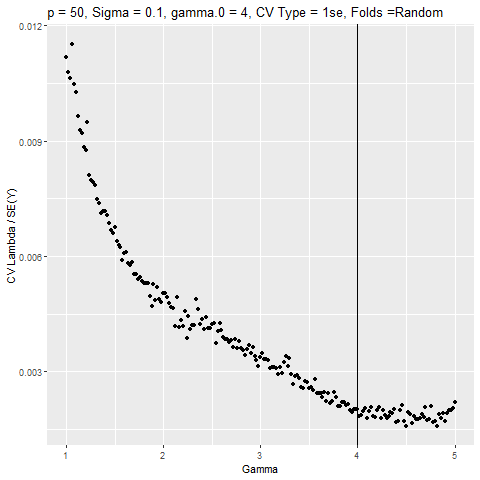 p = 50, Sigma = 0.1, gamma.0 = 4, CV Type = 1se, Folds =Random
0.012
0.009
0.006
0.003
CV Lambda / SE(Y)
1 2 3 4 5
Gamma